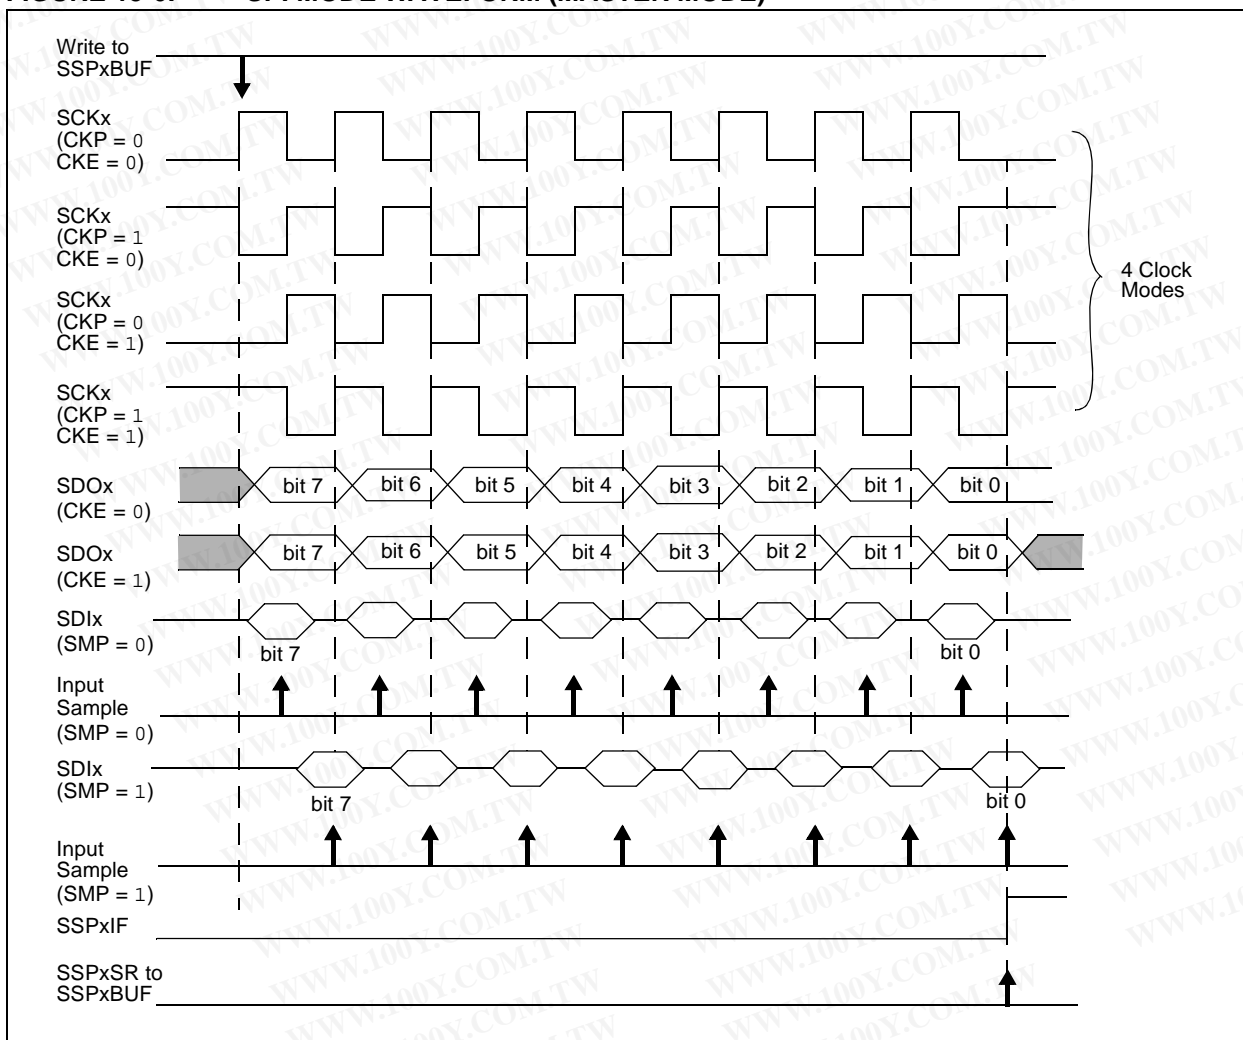 Write to
SSPxBUF
SCKx
(CKP = 0
CKE = 0)
SCKx
(CKP = 1
CKE = 0)
SCKx
(CKP = 0
CKE = 1)
SCKx
(CKP = 1
CKE = 1)
4 Clock
Modes
SDOx
(CKE = 0)
bit 7 bit 6 bit 5 bit 4 bit 3 bit 2 bit 1 bit 0
SDOx
(CKE = 1)
bit 7 bit 6 bit 5 bit 4 bit 3 bit 2 bit 1 bit 0
SDIx
(SMP = 0)
bit 7 bit 0
Input
Sample
(SMP = 0)
SDIx
(SMP = 1)
bit 7 bit 0
Input
Sample
(SMP = 1)
SSPxIF
SSPxSR to
SSPxBUF
WWW.100Y.COM.TW